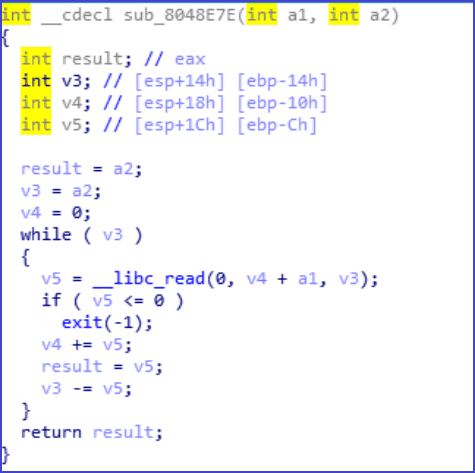 int __cdecl sub_8048E7E(int a1, int a2)
{
  int result; // eax
  int v3; // [esp+14h] [ebp-14h]
  int v4; // [esp+18h] [ebp-10h]
  int v5; // [esp+1Ch] [ebp-Ch]

  result = a2;
  v3 = a2;
  v4 = 0;
  while ( v3 )
  {
    v5 = __libc_read(0, v4 + a1, v3);
    if ( v5 <= 0 )
      exit(-1);
    v4 += v5;
    result = v5;
    v3 -= v5;
  }
  return result;
}